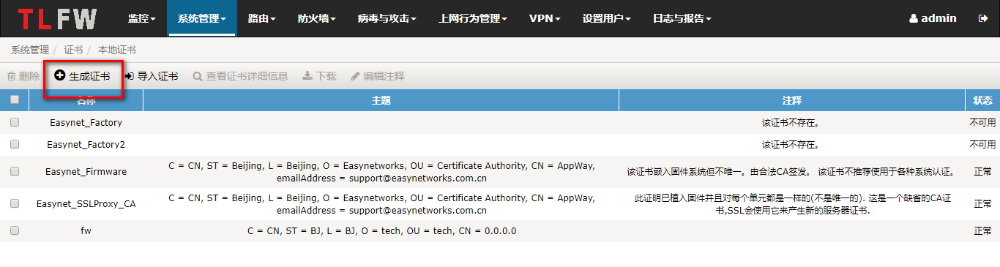 TLFW 监控 系统管理 路由 防火墙 病毒与攻击 上网行为管理 VPN 设置用户 日志与报告 admin
系统管理 / 证书 / 本地证书
删除 生成证书 导入证书 查看证书详细信息 下载 编辑注释
名称 主题 注释 状态
Easynet_Factory 该证书不存在。 不可用
Easynet_Factory2 该证书不存在。 不可用
C = CN, ST = Beijing, L = Beijing, O = Easynetworks, OU = Certificate Authority, CN = AppWay,
Easynet_Firmware 该证书嵌入固件系统但不唯一。由合法CA签发。 该证书不推荐使用于各种系统认证。 正常
emailAddress = support@easynetworks.com.cn
C = CN, ST = Beijing, L = Beijing, O = Easynetworks, OU = Certificate Authority, CN = AppWay, 此证明已植入固件并且对每个单元都是一样的(不是唯一的). 这是一个缺省的CA证
Easynet_SSLProxy_CA 正常
emailAddress = support@easynetworks.com.cn 书,SSL会使用它来产生新的服务器证书.
fw C = CN, ST = BJ, L = BJ, O = tech, OU = tech, CN = 0.0.0.0 正常